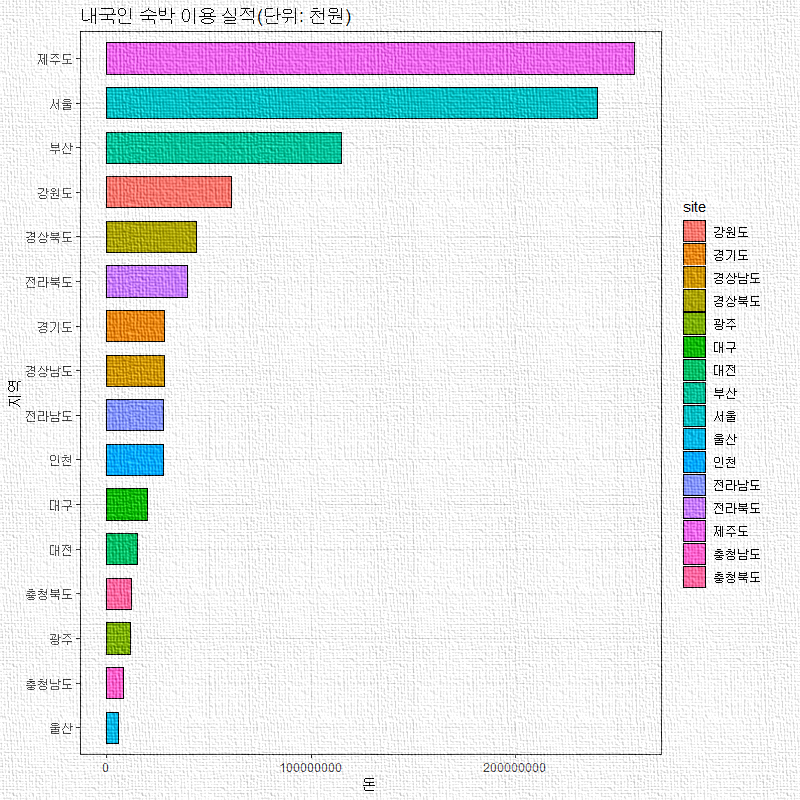 내국인 숙박 이용 실적(단위: 천원)
제주도
서울
부산
강원도
경상북도
전라북도
경기도
경상남도
전라남도
인천
대구
대전
충청북도
광주
충청남도
울산
지역
0 100000000 200000000
돈
site
강원도
경기도
경상남도
경상북도
광주
대구
대전
부산
서울
울산
인천
전라남도
전라북도
제주도
충청남도
충청북도